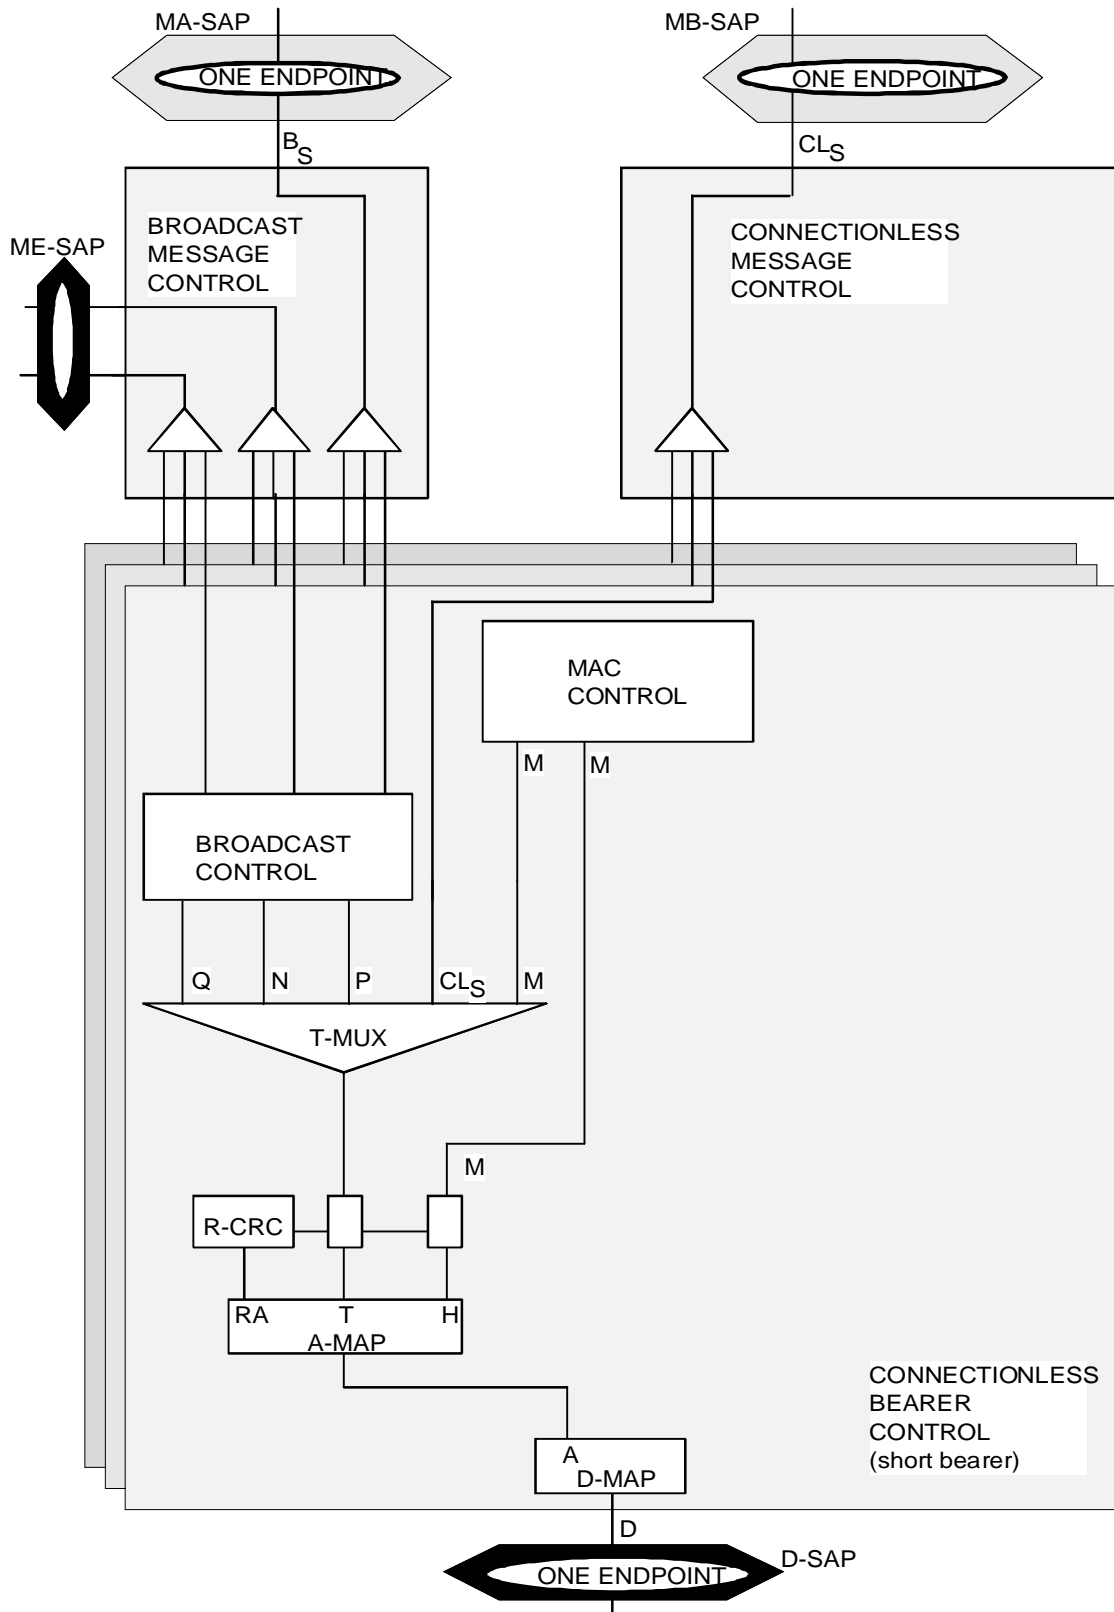 MA-SAP
MB-SAP
ONE ENDPOINT
ONE ENDPOINT
BS
CLS
BROADCAST
MESSAGE
CONTROL
CONNECTIONLESS
MESSAGE
CONTROL
ME-SAP
MAC
CONTROL
M
M
BROADCAST
CONTROL
Q
N
P
CLS
M
T-MUX
M
R-CRC
RA
T
H
A-MAP
CONNECTIONLESS
BEARER
CONTROL
(short bearer)
A
D-MAP
D
D-SAP
ONE ENDPOINT